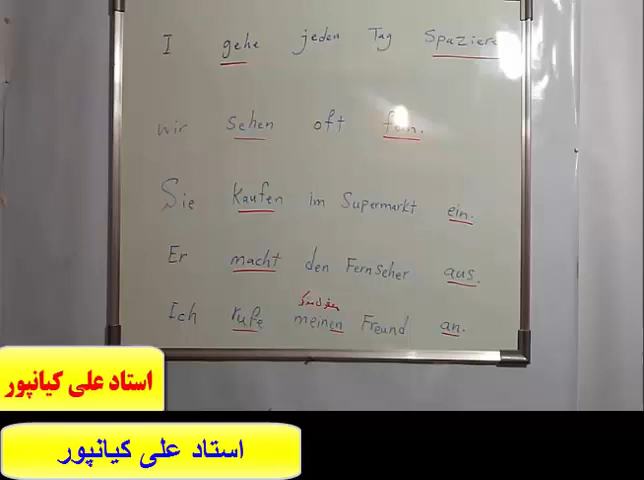 I gehe jeden Tag Spaziere
wir sehen oft fern.
Sie Kaufen im Supermarkt ein.
Er macht den Fernseher aus.
Ich rufe meinen Freund an.
استاد علی کیانپور
استاد علی کیانپور